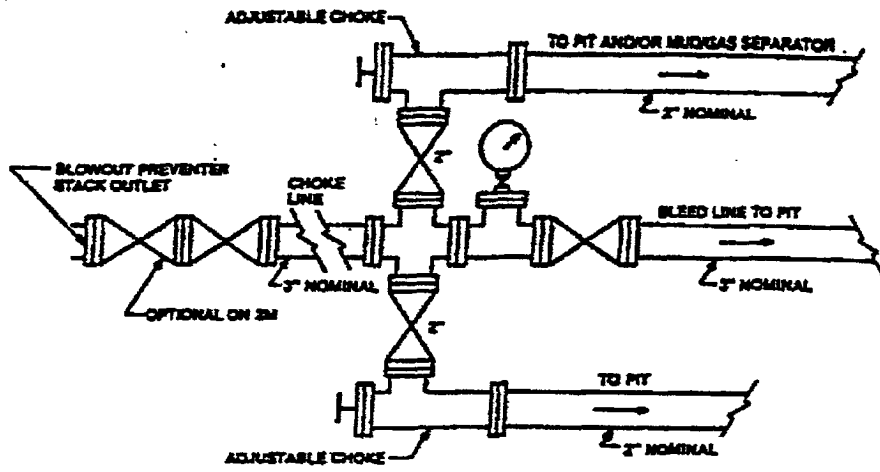 ADJUSTABLE CHOKE
TO PIT AND/OR MUD/GAS SEPARATOR
2" NOMINAL
2"
BLOWOUT PREVENTER
STACK OUTLET
CHOKE
LINE
BLEED LINE TO PIT
3" NOMINAL
3" NOMINAL
OPTIONAL ON 2M
2"
TO PIT
2" NOMINAL
ADJUSTABLE CHOKE